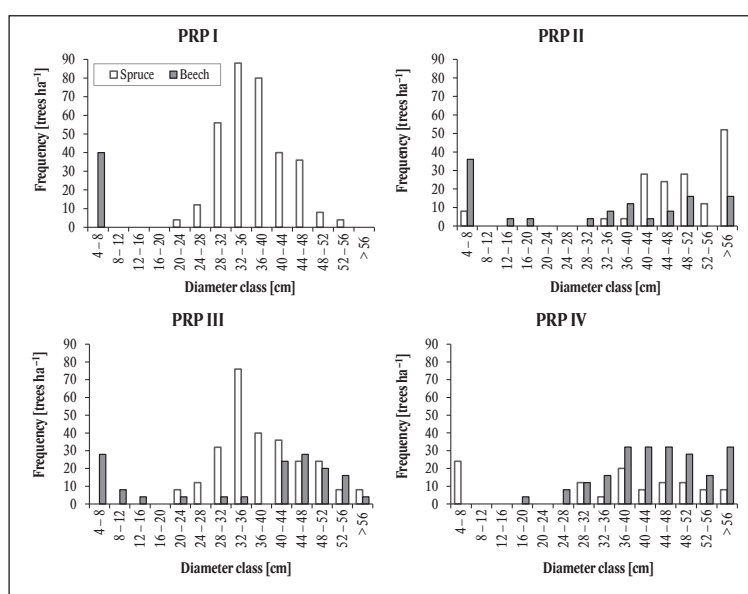 PRP I
Frequency [trees ha⁻¹]
90
80
70
60
50
40
30
20
10
0
Spruce Beech
4 – 8
8 – 12
12 – 16
16 – 20
20 – 24
24 – 28
28 – 32
32 – 36
36 – 40
40 – 44
44 – 48
48 – 52
52 – 56
> 56
Diameter class [cm]
PRP II
Frequency [trees ha⁻¹]
90
80
70
60
50
40
30
20
10
0
4 – 8
8 – 12
12 – 16
16 – 20
20 – 24
24 – 28
28 – 32
32 – 36
36 – 40
40 – 44
44 – 48
48 – 52
52 – 56
> 56
Diameter class [cm]
PRP III
Frequency [trees ha⁻¹]
90
80
70
60
50
40
30
20
10
0
4 – 8
8 – 12
12 – 16
16 – 20
20 – 24
24 – 28
28 – 32
32 – 36
36 – 40
40 – 44
44 – 48
48 – 52
52 – 56
> 56
Diameter class [cm]
PRP IV
Frequency [trees ha⁻¹]
90
80
70
60
50
40
30
20
10
0
4 – 8
8 – 12
12 – 16
16 – 20
20 – 24
24 – 28
28 – 32
32 – 36
36 – 40
40 – 44
44 – 48
48 – 52
52 – 56
> 56
Diameter class [cm]